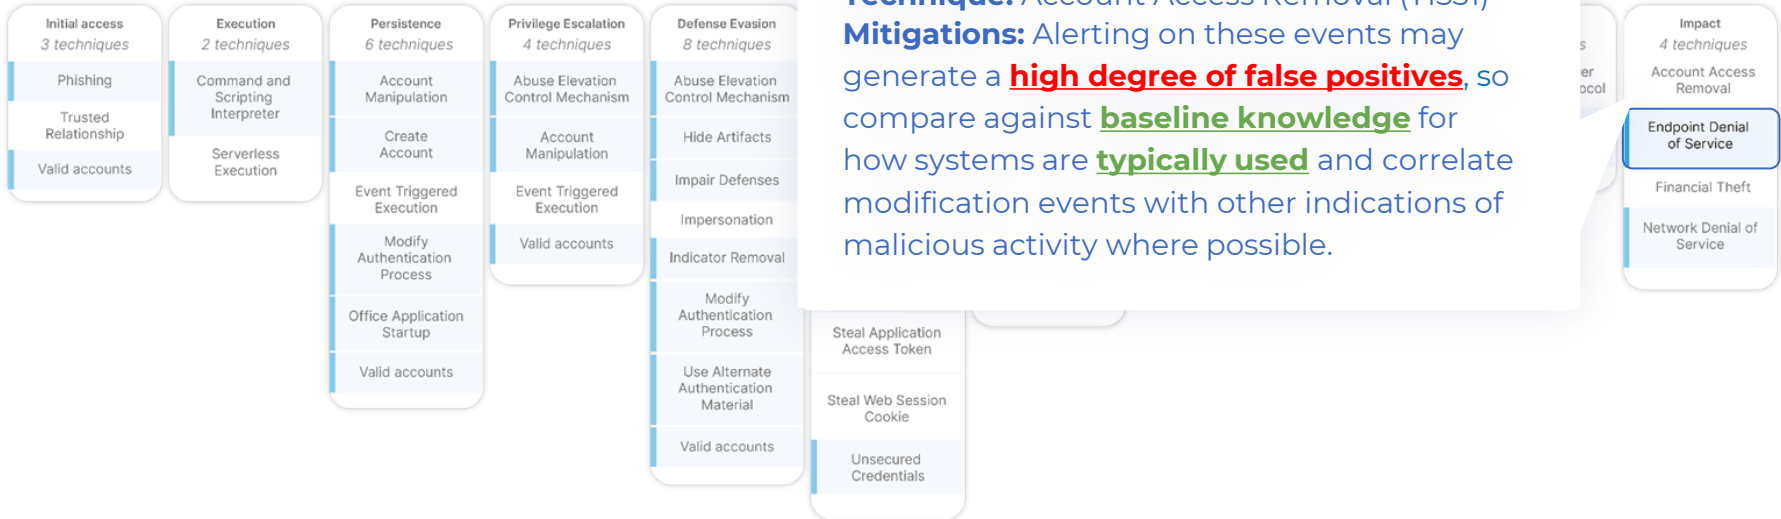 Initial access
3 techniques
Phishing
Trusted
Relationship
Valid accounts
Execution
2 techniques
Command and
Scripting
Interpreter
Serverless
Execution
Persistence
6 techniques
Account
Manipulation
Create
Account
Event Triggered
Execution
Modify
Authentication
Process
Office Application
Startup
Valid accounts
Privilege Escalation
4 techniques
Abuse Elevation
Control Mechanism
Account
Manipulation
Event Triggered
Execution
Valid accounts
Defense Evasion
8 techniques
Abuse Elevation
Control Mechanism
Hide Artifacts
Impair Defenses
Impersonation
Indicator Removal
Modify
Authentication
Process
Use Alternate
Authentication
Material
Valid accounts
Technique: Account Access Removal (T1531)
Mitigations: Alerting on these events may
generate a high degree of false positives, so
compare against baseline knowledge for
how systems are typically used and correlate
modification events with other indications of
malicious activity where possible.
Steal Application
Access Token
Steal Web Session
Cookie
Unsecured
Credentials
Impact
4 techniques
Account Access
Removal
Endpoint Denial
of Service
Financial Theft
Network Denial of
Service